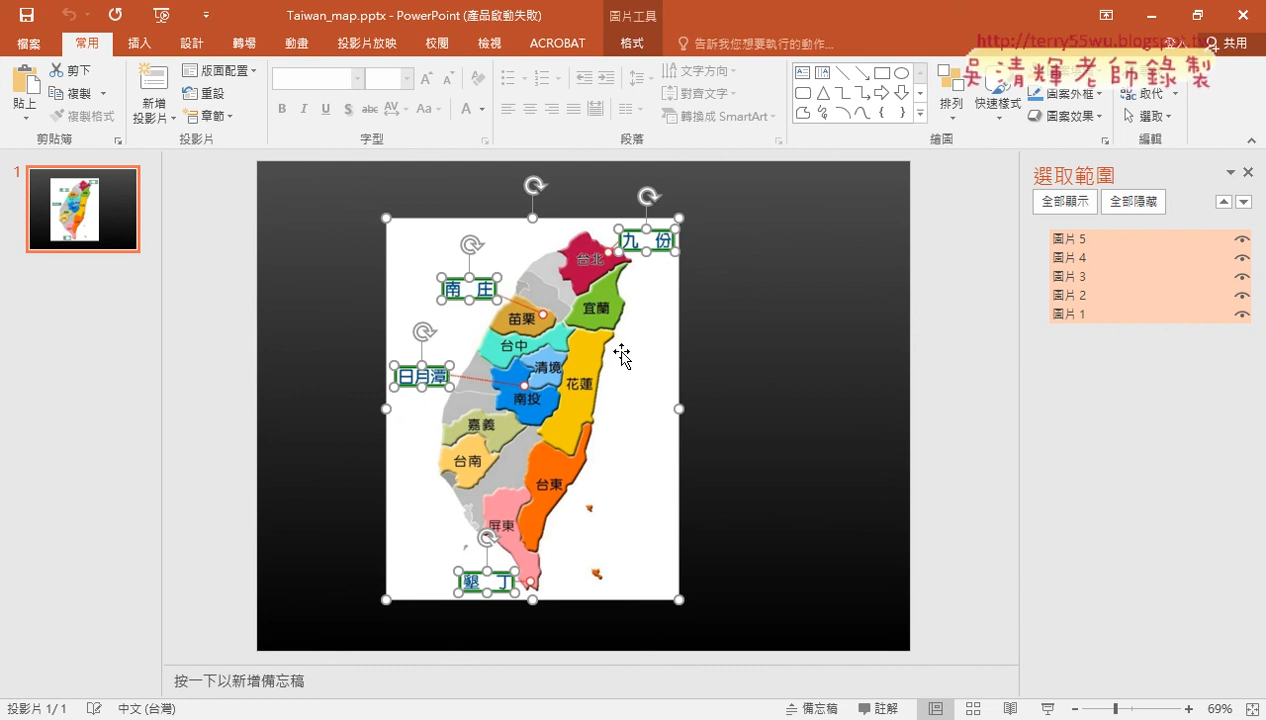 Taiwan_map.pptx - PowerPoint (產品啟動失敗)
圖片工具
檔案
常用
插入
設計
轉場
動畫
投影片放映
校閱
檢視
ACROBAT
格式
告訴我您想要執行的動作...
登入
共用
http://terry55wu.blogspot.tw
吳清輝老師錄製
貼上
剪下
複製
複製格式
剪貼簿
新增
投影片
版面配置
重設
章節
投影片
B I U S abc AV Aa A
字型
文字方向
對齊文字
轉換成 SmartArt
段落
排列
快速樣式
圖案外框
圖案效果
繪圖
取代
選取
編輯
1
九 份
台北
南 庄
宜蘭
苗栗
台中
清境
日月潭
花蓮
南投
嘉義
台南
台東
屏東
墾 丁
選取範圍
全部顯示
全部隱藏
圖片 5
圖片 4
圖片 3
圖片 2
圖片 1
按一下以新增備忘稿
投影片 1/ 1
中文 (台灣)
備忘稿
註解
69%